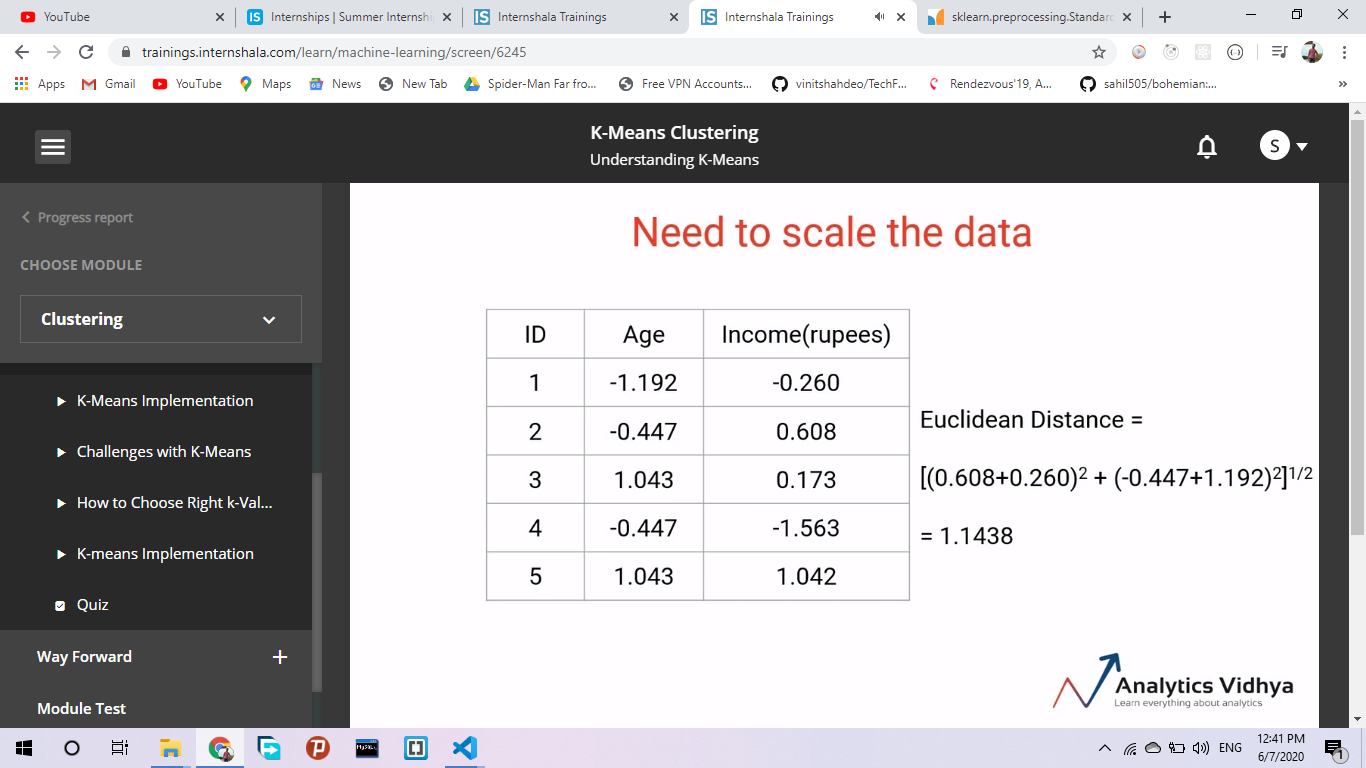 YouTube
Internships | Summer Internshi
Internshala Trainings
Internshala Trainings
sklearn.preprocessing.Standard
trainings.internshala.com/learn/machine-learning/screen/6245
Apps
Gmail
YouTube
Maps
News
New Tab
Spider-Man Far fro...
Free VPN Accounts...
vinitshahdeo/TechF...
Rendezvous'19, A...
sahil505/bohemian:...
»
K-Means Clustering
Understanding K-Means
S
Progress report
CHOOSE MODULE
Clustering
K-Means Implementation
Challenges with K-Means
How to Choose Right k-Val...
K-means Implementation
Quiz
Way Forward
Module Test
Need to scale the data
ID Age Income(rupees)
1 -1.192 -0.260
2 -0.447 0.608
3 1.043 0.173
4 -0.447 -1.563
5 1.043 1.042
Euclidean Distance =
[(0.608+0.260)² + (-0.447+1.192)²]¹/²
= 1.1438
Analytics Vidhya
Learn everything about analytics
ENG
12:41 PM
6/7/2020
1